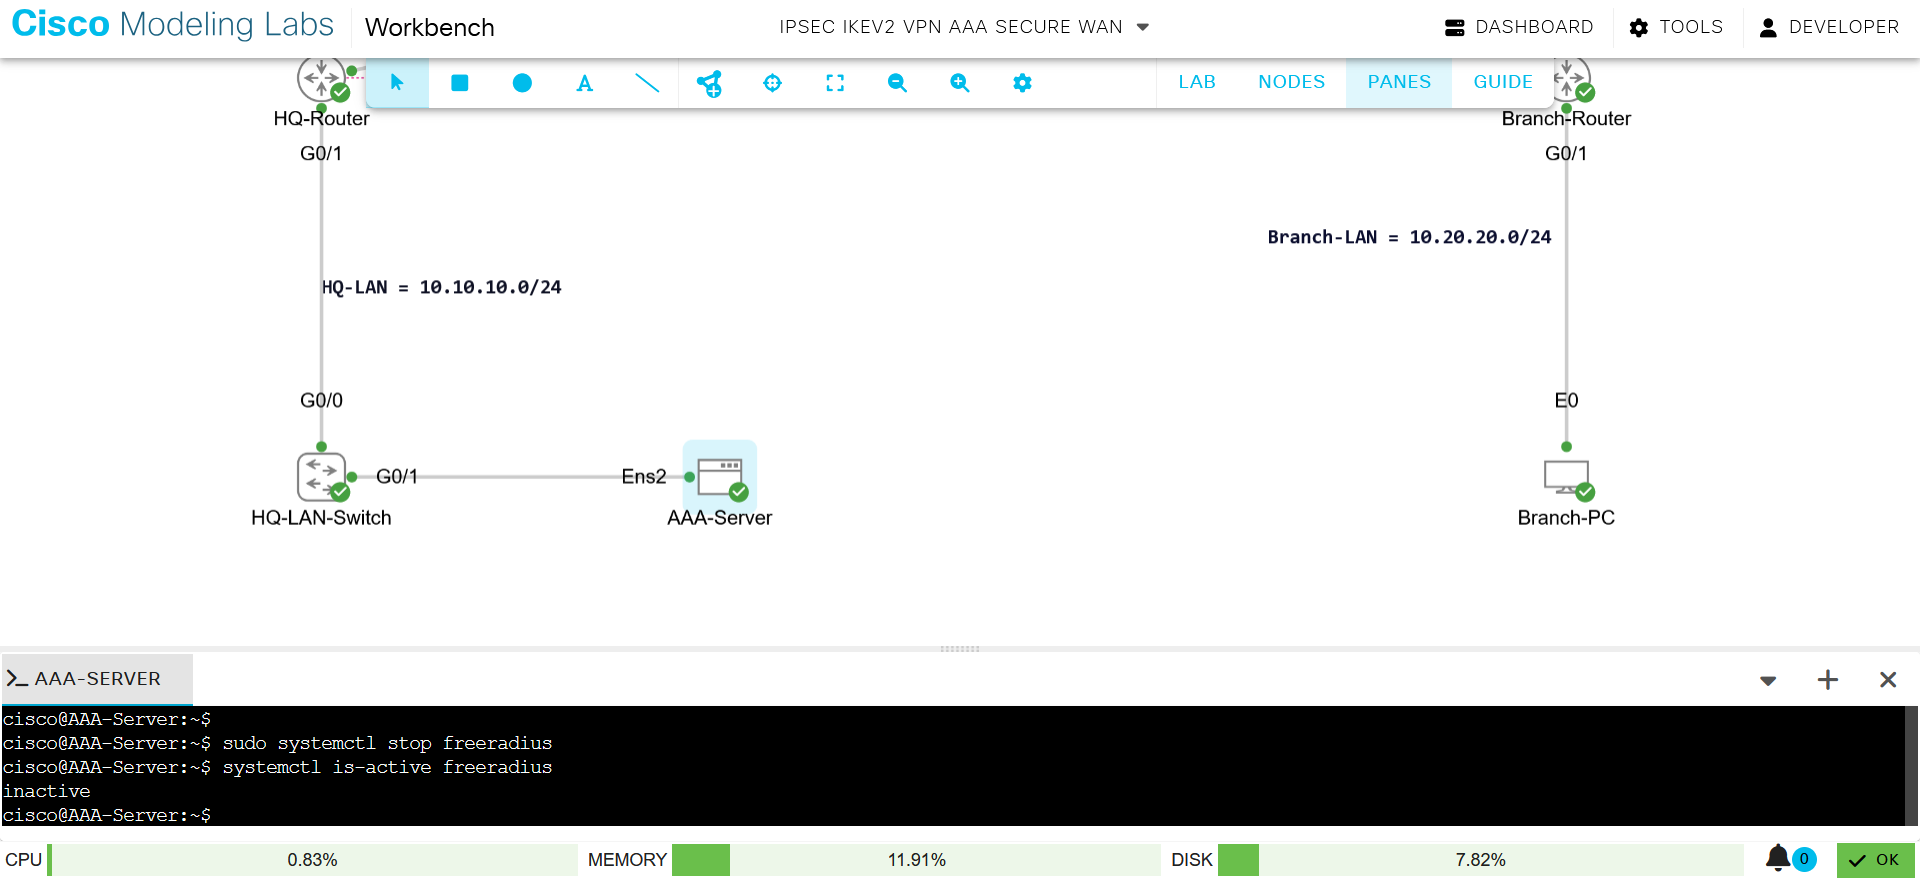 Cisco Modeling Labs Workbench IPSEC IKEV2 VPN AAA SECURE WAN DASHBOARD TOOLS DEVELOPER
A LAB NODES PANES GUIDE
HQ-Router Branch-Router
G0/1 G0/1
Branch-LAN = 10.20.20.0/24
HQ-LAN = 10.10.10.0/24
G0/0 E0
G0/1 Ens2
HQ-LAN-Switch AAA-Server Branch-PC
AAA-SERVER
cisco@AAA-Server:~$
cisco@AAA-Server:~$ sudo systemctl stop freeradius
cisco@AAA-Server:~$ systemctl is-active freeradius
inactive
cisco@AAA-Server:~$
CPU 0.83% MEMORY 11.91% DISK 7.82% 0 OK